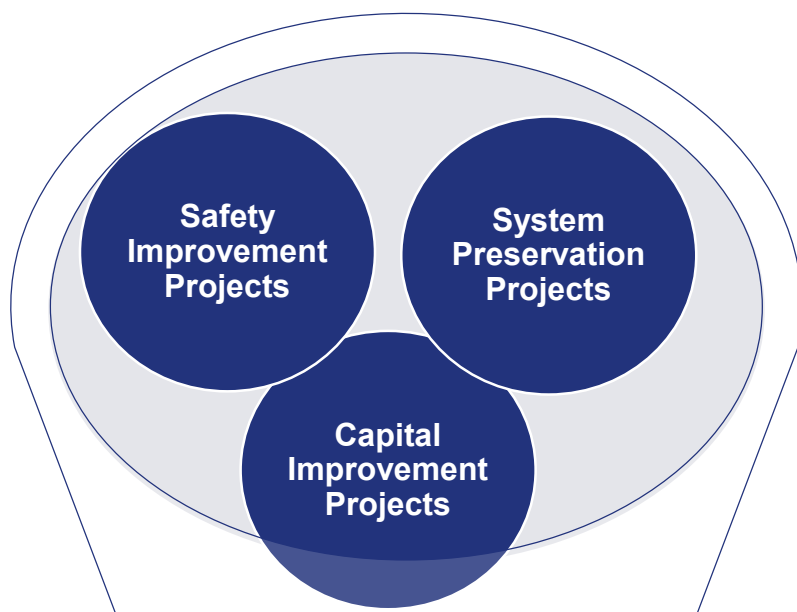 Safety
Improvement
Projects
System
Preservation
Projects
Capital
Improvement
Projects